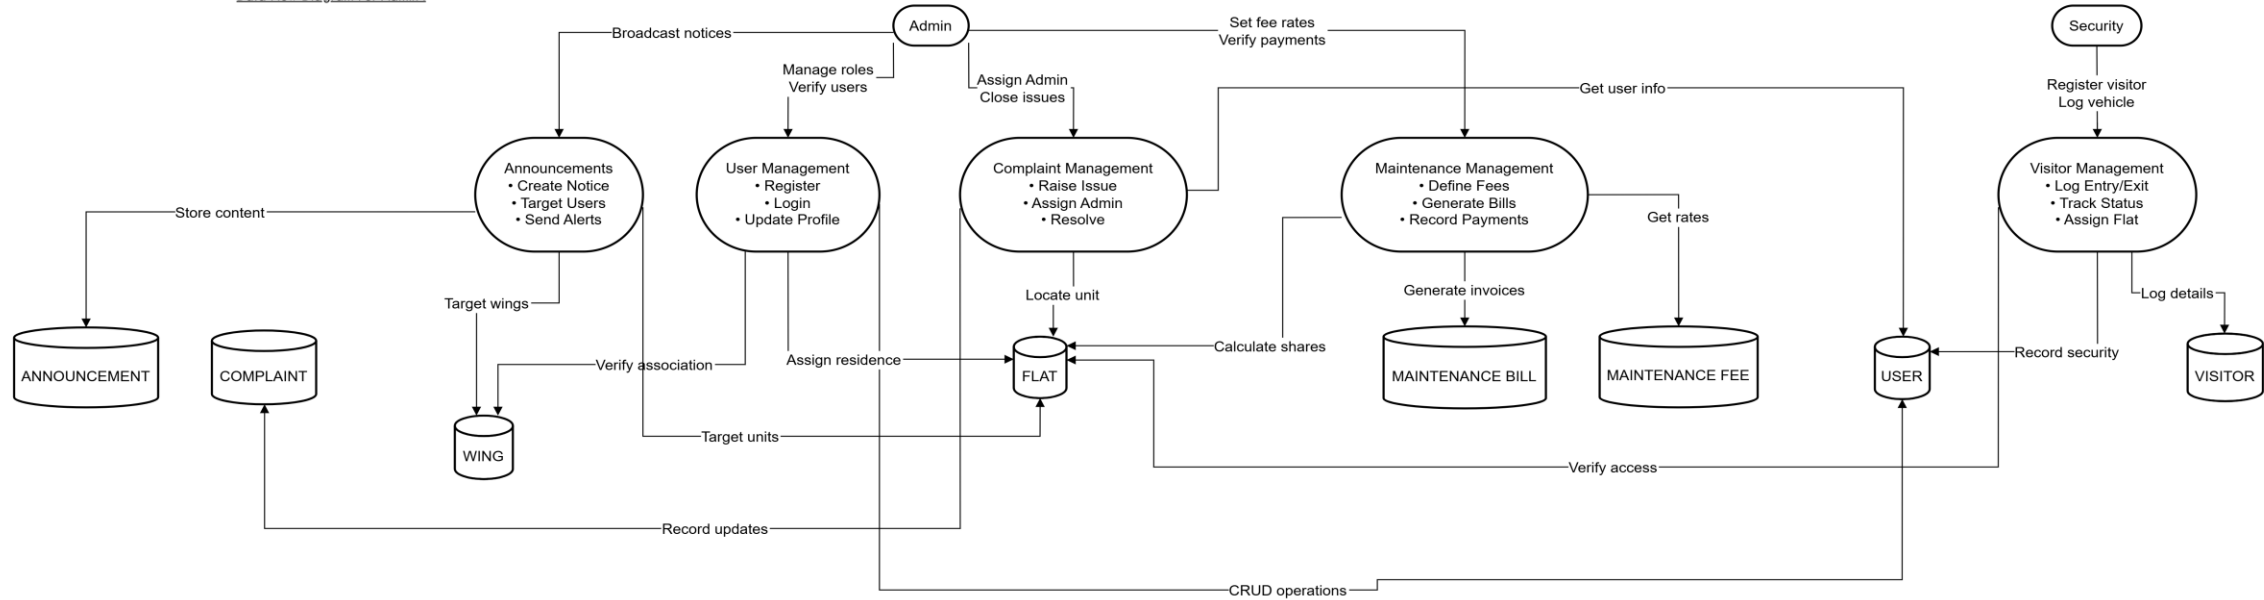 Admin
Security
Broadcast notices
Set fee rates
Verify payments
Manage roles
Verify users
Assign Admin
Close issues
Get user info
Register visitor
Log vehicle
Announcements
• Create Notice
• Target Users
• Send Alerts
User Management
• Register
• Login
• Update Profile
Complaint Management
• Raise Issue
• Assign Admin
• Resolve
Maintenance Management
• Define Fees
• Generate Bills
• Record Payments
Visitor Management
• Log Entry/Exit
• Track Status
• Assign Flat
Store content
Get rates
Target wings
Locate unit
Generate invoices
Log details
Verify association
Assign residence
Calculate shares
Record security
ANNOUNCEMENT
COMPLAINT
FLAT
MAINTENANCE BILL
MAINTENANCE FEE
USER
VISITOR
WING
Target units
Verify access
Record updates
CRUD operations